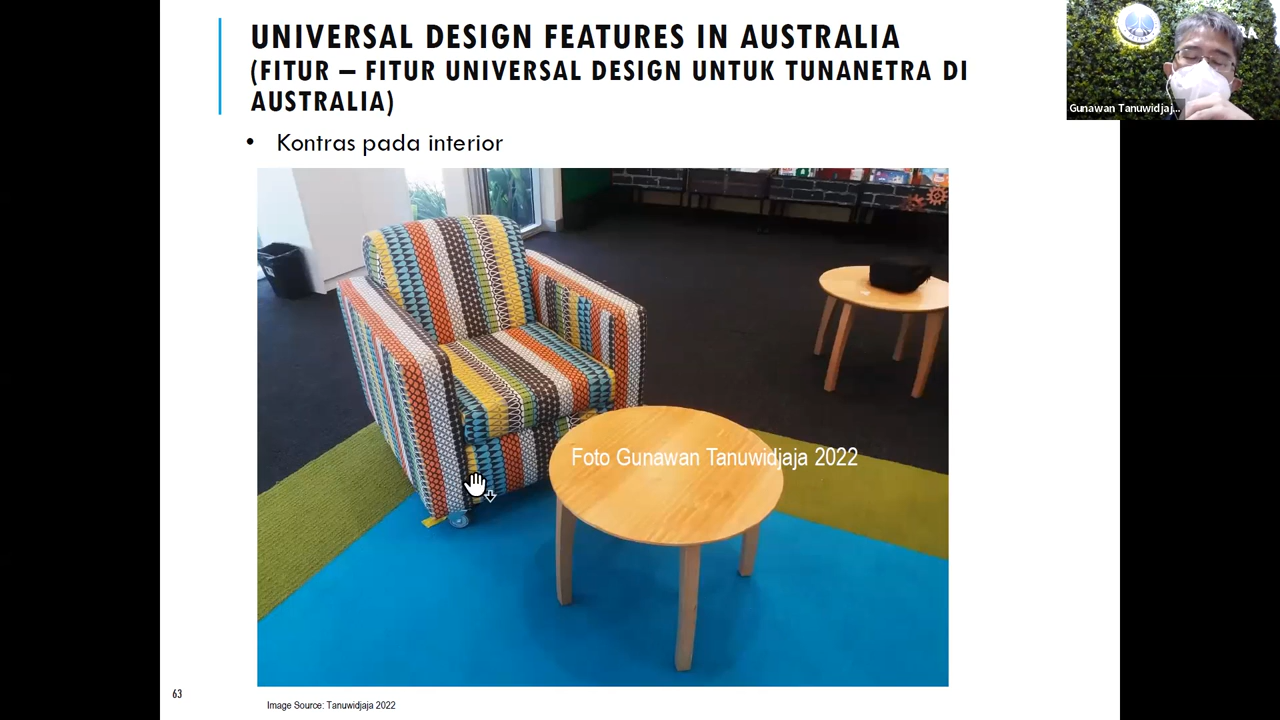 UNIVERSAL DESIGN FEATURES IN AUSTRALIA
(FITUR – FITUR UNIVERSAL DESIGN UNTUK TUNANETRA DI
AUSTRALIA)
• Kontras pada interior
Foto Gunawan Tanuwidjaja 2022
63
Image Source: Tanuwidjaja 2022
Gunawan Tanuwidjaj...